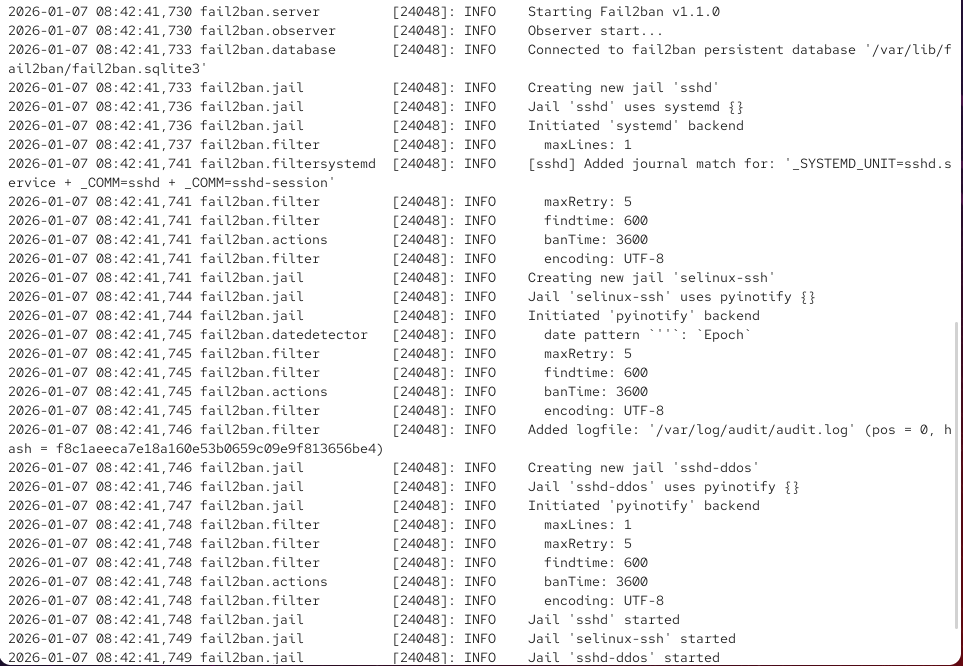 2026-01-07 08:42:41,730 fail2ban.server         [24048]: INFO    Starting Fail2ban v1.1.0
2026-01-07 08:42:41,730 fail2ban.observer       [24048]: INFO    Observer start...
2026-01-07 08:42:41,733 fail2ban.database       [24048]: INFO    Connected to fail2ban persistent database '/var/lib/f
ail2ban/fail2ban.sqlite3'
2026-01-07 08:42:41,733 fail2ban.jail           [24048]: INFO    Creating new jail 'sshd'
2026-01-07 08:42:41,736 fail2ban.jail           [24048]: INFO    Jail 'sshd' uses systemd {}
2026-01-07 08:42:41,736 fail2ban.jail           [24048]: INFO    Initiated 'systemd' backend
2026-01-07 08:42:41,737 fail2ban.filter         [24048]: INFO      maxLines: 1
2026-01-07 08:42:41,741 fail2ban.filtersystemd  [24048]: INFO    [sshd] Added journal match for: '_SYSTEMD_UNIT=sshd.s
ervice + _COMM=sshd + _COMM=sshd-session'
2026-01-07 08:42:41,741 fail2ban.filter         [24048]: INFO      maxRetry: 5
2026-01-07 08:42:41,741 fail2ban.filter         [24048]: INFO      findtime: 600
2026-01-07 08:42:41,741 fail2ban.actions        [24048]: INFO      banTime: 3600
2026-01-07 08:42:41,741 fail2ban.filter         [24048]: INFO      encoding: UTF-8
2026-01-07 08:42:41,741 fail2ban.jail           [24048]: INFO    Creating new jail 'selinux-ssh'
2026-01-07 08:42:41,744 fail2ban.jail           [24048]: INFO    Jail 'selinux-ssh' uses pyinotify {}
2026-01-07 08:42:41,744 fail2ban.jail           [24048]: INFO    Initiated 'pyinotify' backend
2026-01-07 08:42:41,745 fail2ban.datedetector   [24048]: INFO      date pattern `''`: `Epoch`
2026-01-07 08:42:41,745 fail2ban.filter         [24048]: INFO      maxRetry: 5
2026-01-07 08:42:41,745 fail2ban.filter         [24048]: INFO      findtime: 600
2026-01-07 08:42:41,745 fail2ban.actions        [24048]: INFO      banTime: 3600
2026-01-07 08:42:41,745 fail2ban.filter         [24048]: INFO      encoding: UTF-8
2026-01-07 08:42:41,746 fail2ban.filter         [24048]: INFO    Added logfile: '/var/log/audit/audit.log' (pos = 0, h
ash = f8c1aeeca7e18a160e53b0659c09e9f813656be4)
2026-01-07 08:42:41,746 fail2ban.jail           [24048]: INFO    Creating new jail 'sshd-ddos'
2026-01-07 08:42:41,746 fail2ban.jail           [24048]: INFO    Jail 'sshd-ddos' uses pyinotify {}
2026-01-07 08:42:41,747 fail2ban.jail           [24048]: INFO    Initiated 'pyinotify' backend
2026-01-07 08:42:41,748 fail2ban.filter         [24048]: INFO      maxLines: 1
2026-01-07 08:42:41,748 fail2ban.filter         [24048]: INFO      maxRetry: 5
2026-01-07 08:42:41,748 fail2ban.filter         [24048]: INFO      findtime: 600
2026-01-07 08:42:41,748 fail2ban.actions        [24048]: INFO      banTime: 3600
2026-01-07 08:42:41,748 fail2ban.filter         [24048]: INFO      encoding: UTF-8
2026-01-07 08:42:41,748 fail2ban.jail           [24048]: INFO    Jail 'sshd' started
2026-01-07 08:42:41,749 fail2ban.jail           [24048]: INFO    Jail 'selinux-ssh' started
2026-01-07 08:42:41,749 fail2ban.jail           [24048]: INFO    Jail 'sshd-ddos' started